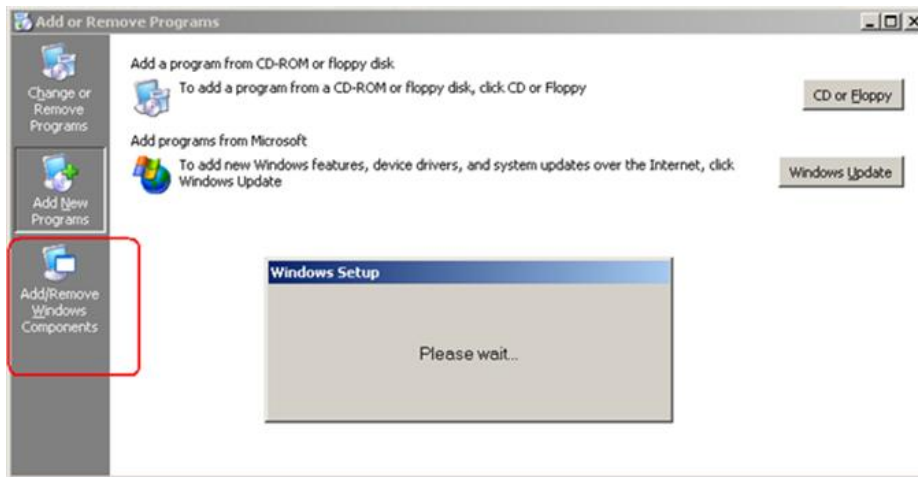 Add or Remove Programs
Change or
Remove
Programs
Add New
Programs
Add/Remove
Windows
Components
Add a program from CD-ROM or floppy disk
To add a program from a CD-ROM or floppy disk, click CD or Floppy
CD or Floppy
Add programs from Microsoft
To add new Windows features, device drivers, and system updates over the Internet, click
Windows Update
Windows Update
Windows Setup
Please wait...